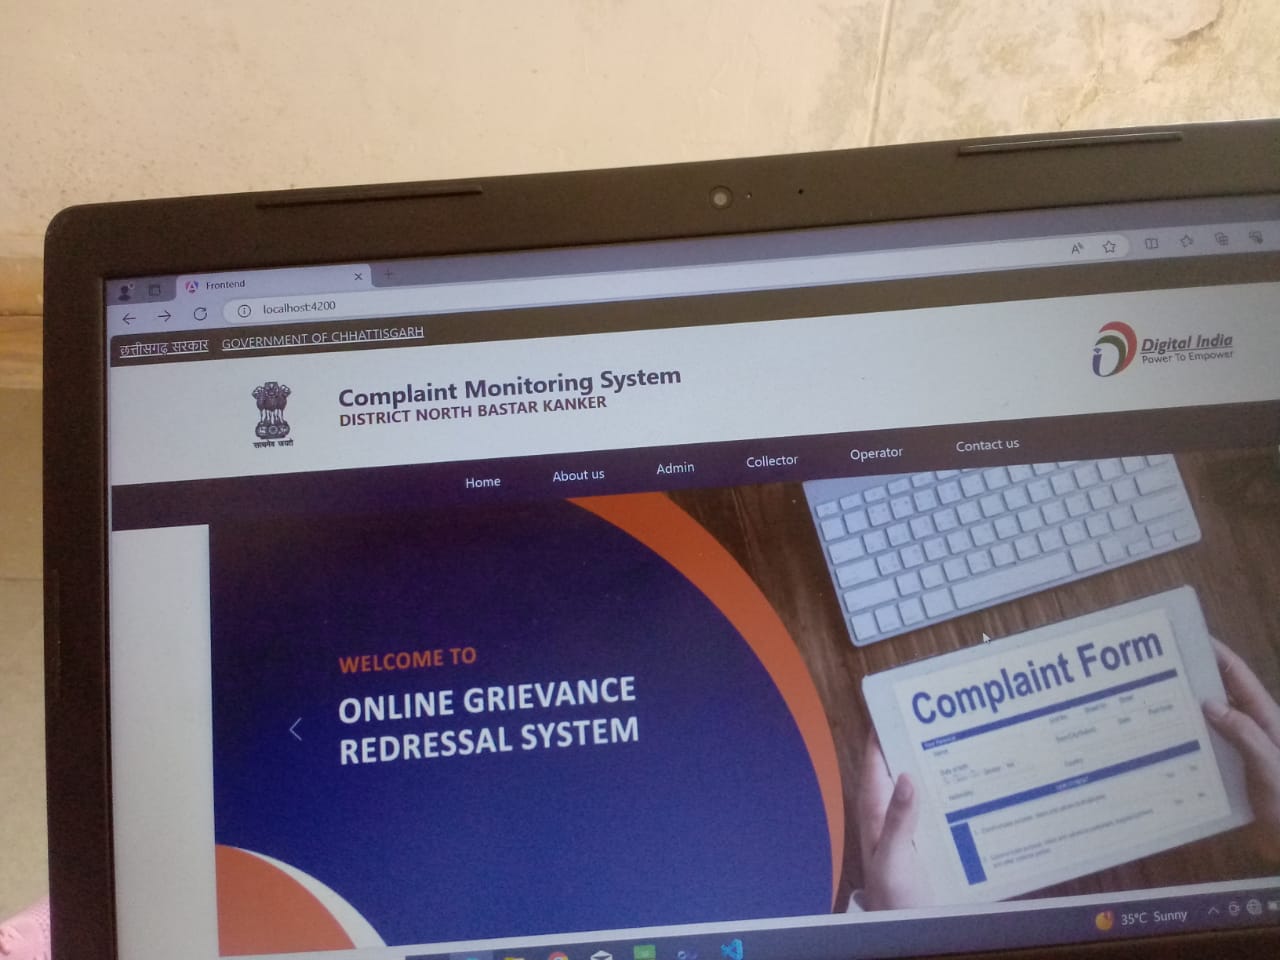 Frontend
localhost:4200
छत्तीसगढ़ सरकार GOVERNMENT OF CHHATTISGARH
सत्यमेव जयते
Complaint Monitoring System
DISTRICT NORTH BASTAR KANKER
Digital India
Power To Empower
Home About us Admin Collector Operator Contact us
WELCOME TO
ONLINE GRIEVANCE
REDRESSAL SYSTEM
Complaint Form
35°C Sunny